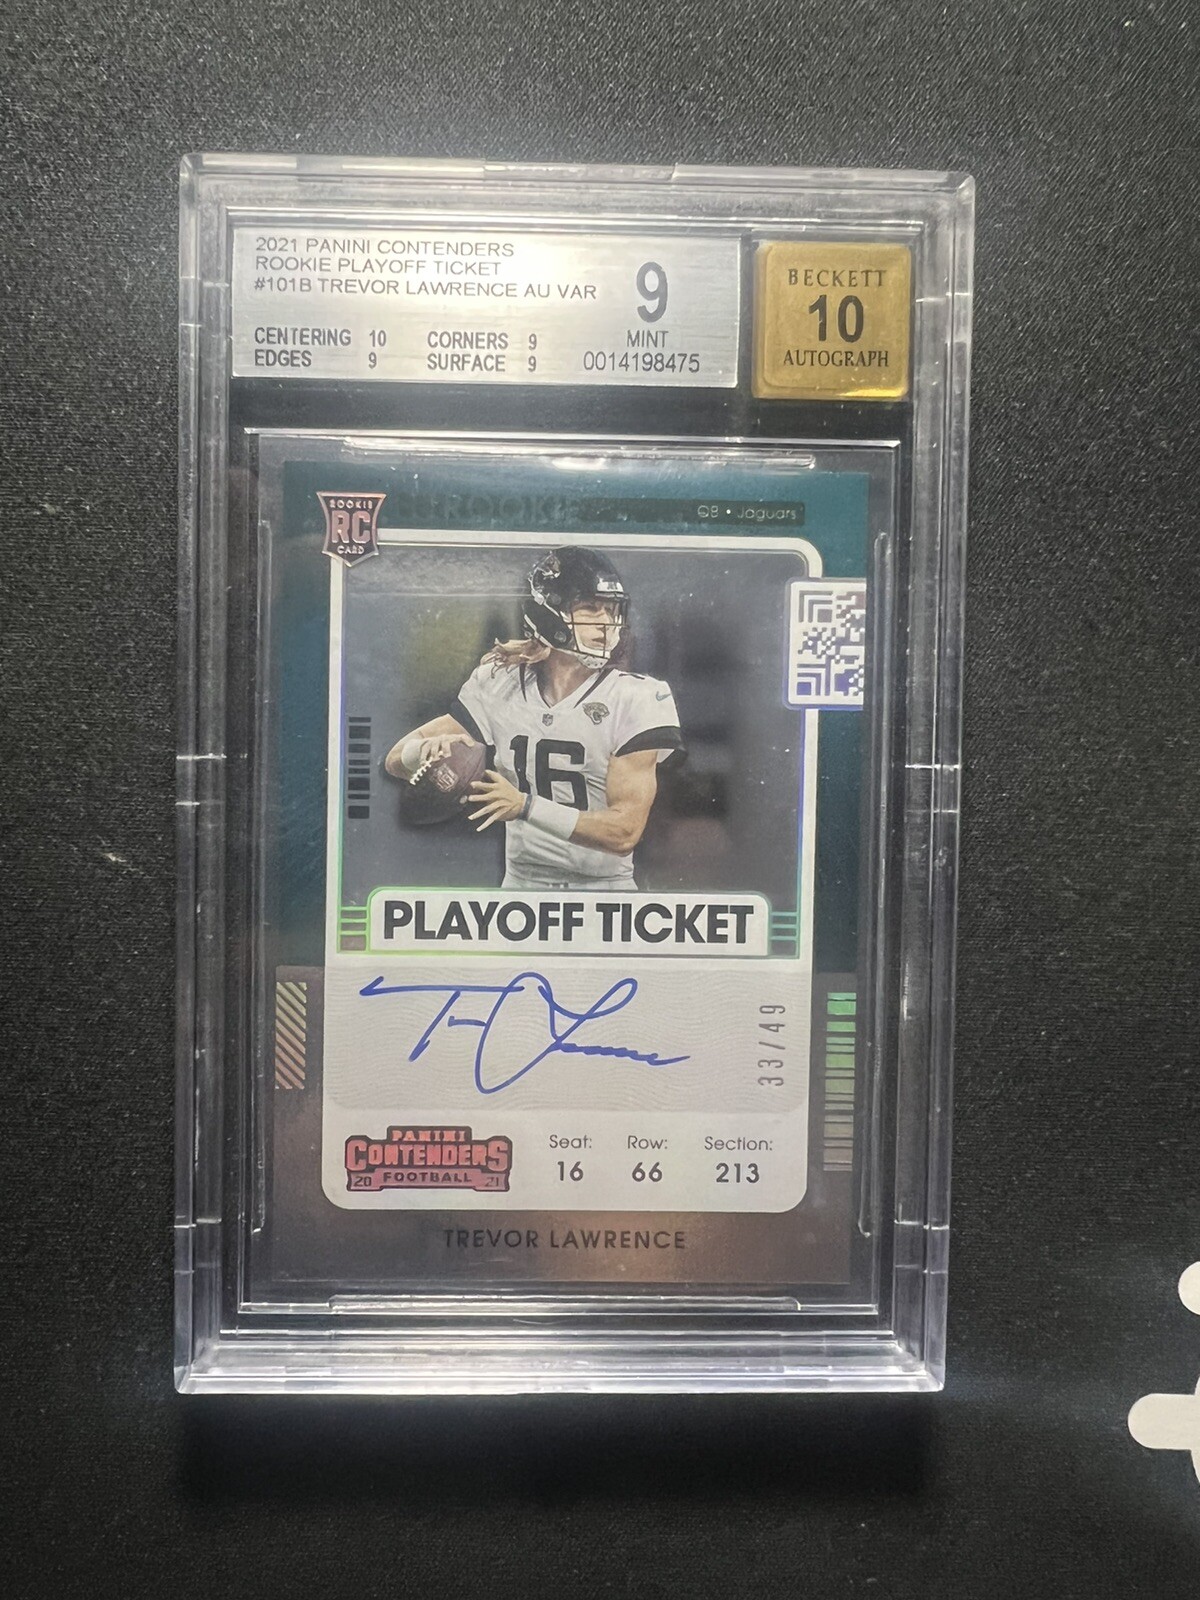 2021 PANINI CONTENDERS
ROOKIE PLAYOFF TICKET
#101B TREVOR LAWRENCE AU VAR
CENTERING 10 CORNERS 9
EDGES 9 SURFACE 9
9
MINT
0014198475
BECKETT
10
AUTOGRAPH
ROOKIE
RC
CARD
ROOKIE
QB • Jaguars
16
16
PLAYOFF TICKET
33/49
PANINI
CONTENDERS
20 FOOTBALL 21
Seat: Row: Section:
16 66 213
TREVOR LAWRENCE